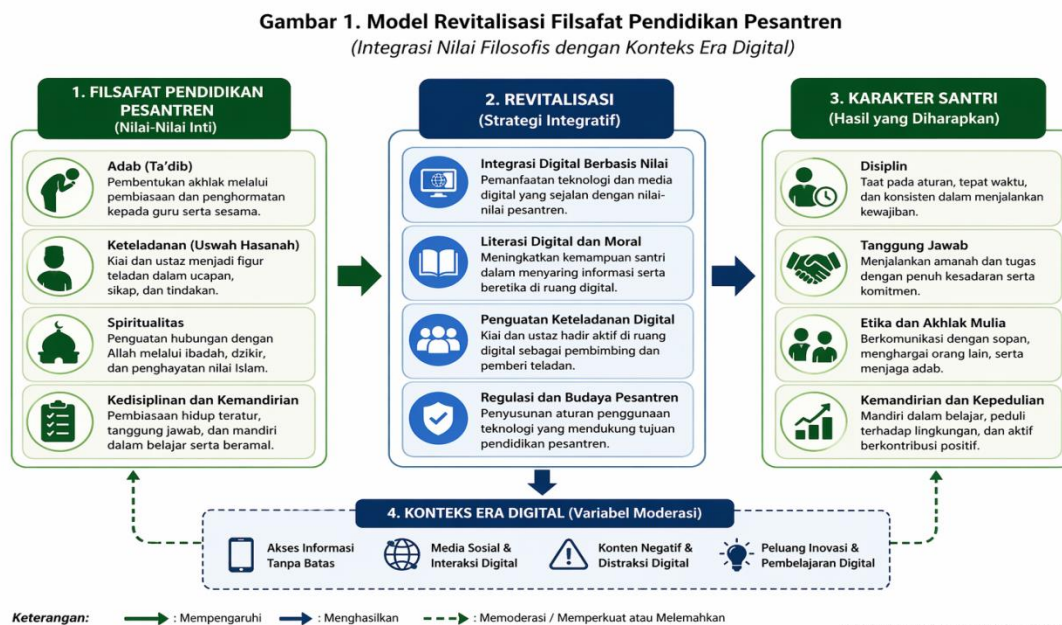 Gambar 1. Model Revitalisasi Filsafat Pendidikan Pesantren
(Integrasi Nilai Filosofis dengan Konteks Era Digital)
1. FILSAFAT PENDIDIKAN
PESANTREN
(Nilai-Nilai Inti)
Adab (Ta'dib)
Pembentukan akhlak melalui
pembiasaan dan penghormatan
kepada guru serta sesama.
Keteladanan (Uswah Hasanah)
Kiai dan ustaz menjadi figur
teladan dalam ucapan,
sikap, dan tindakan.
Spiritualitas
Penguatan hubungan dengan
Allah melalui ibadah, dzikir,
dan penghayatan nilai Islam.
Kedisiplinan dan Kemandirian
Pembiasaan hidup teratur,
tanggung jawab, dan mandiri
dalam belajar serta beramal.
2. REVITALISASI
(Strategi Integratif)
Integrasi Digital Berbasis Nilai
Pemanfaatan teknologi dan media
digital yang sejalan dengan nilai-
nilai pesantren.
Literasi Digital dan Moral
Meningkatkan kemampuan santri
dalam menyaring informasi serta
beretika di ruang digital.
Penguatan Keteladanan Digital
Kiai dan ustaz hadir aktif di ruang
digital sebagai pembimbing dan
pemberi teladan.
Regulasi dan Budaya Pesantren
Penyusunan aturan penggunaan
teknologi yang mendukung tujuan
pendidikan pesantren.
3. KARAKTER SANTRI
(Hasil yang Diharapkan)
Disiplin
Taat pada aturan, tepat waktu,
dan konsisten dalam menjalankan
kewajiban.
Tanggung Jawab
Menjalankan amanah dan tugas
dengan penuh kesadaran serta
komitmen.
Etika dan Akhlak Mulia
Berkomunikasi dengan sopan,
menghargai orang lain, serta
menjaga adab.
Kemandirian dan Kepedulian
Mandiri dalam belajar, peduli
terhadap lingkungan, dan aktif
berkontribusi positif.
4. KONTEKS ERA DIGITAL (Variabel Moderasi)
Akses Informasi
Tanpa Batas
Media Sosial &
Interaksi Digital
Konten Negatif &
Distraksi Digital
Peluang Inovasi &
Pembelajaran Digital
Keterangan: : Mempengaruhi : Menghasilkan : Memoderasi / Memperkuat atau Melemahkan